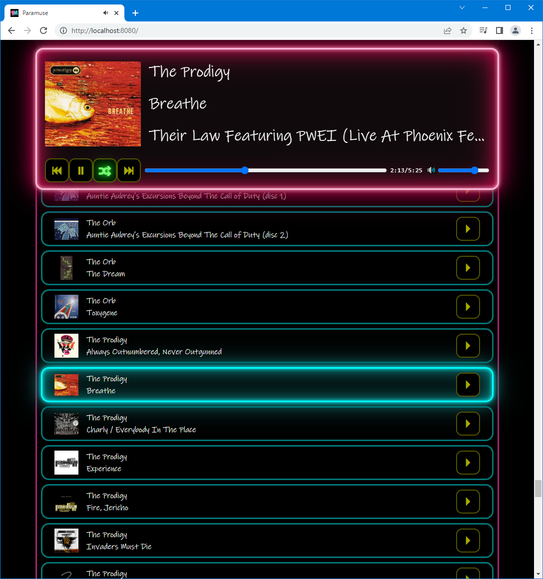 Paramuse
http://localhost:8080/
The Prodigy
BREATHE
Breathe
Their Law Featuring PWEI (Live At Phoenix Fe...
2:13/5:25
Auntie Aubrey's Excursions Beyond The Call of Duty (disc 1)
The Orb
Auntie Aubrey's Excursions Beyond The Call of Duty (disc 2)
The Orb
The Dream
The Orb
Toxygene
The Prodigy
Always Outnumbered, Never Outgunned
The Prodigy
Breathe
The Prodigy
Charly / Everybody In The Place
The Prodigy
Experience
The Prodigy
Fire, Jericho
The Prodigy
Invaders Must Die
The Prodigy